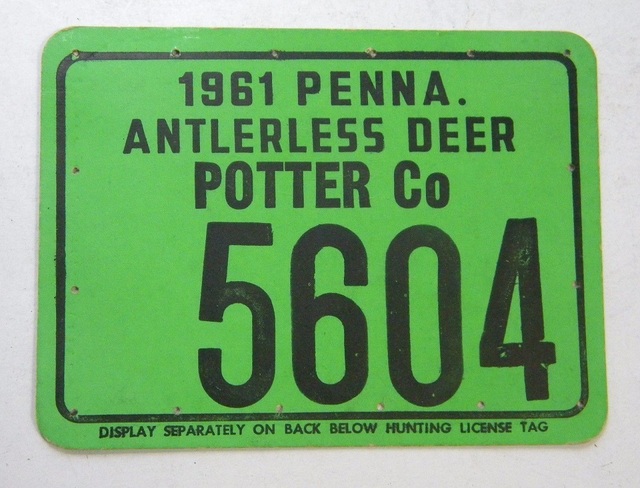 1961 PENNA.
ANTLERLESS DEER
POTTER Co
5604
DISPLAY SEPARATELY ON BACK BELOW HUNTING LICENSE TAG